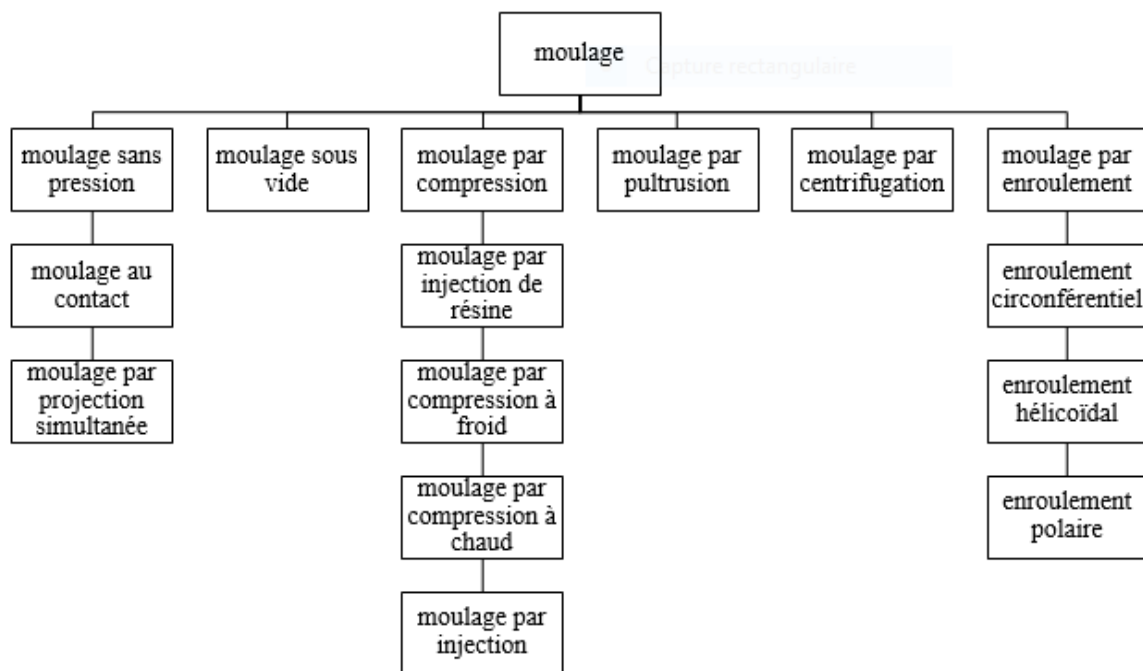 moulage
Capture rectangulaire
moulage sans
pression
moulage sous
vide
moulage par
compression
moulage par
pultrusion
moulage par
centrifugation
moulage par
enroulement
moulage au
contact
moulage par
projection
simultanée
moulage par
injection de
résine
moulage par
compression à
froid
moulage par
compression à
chaud
moulage par
injection
enroulement
circonférentiel
enroulement
hélicoïdal
enroulement
polaire